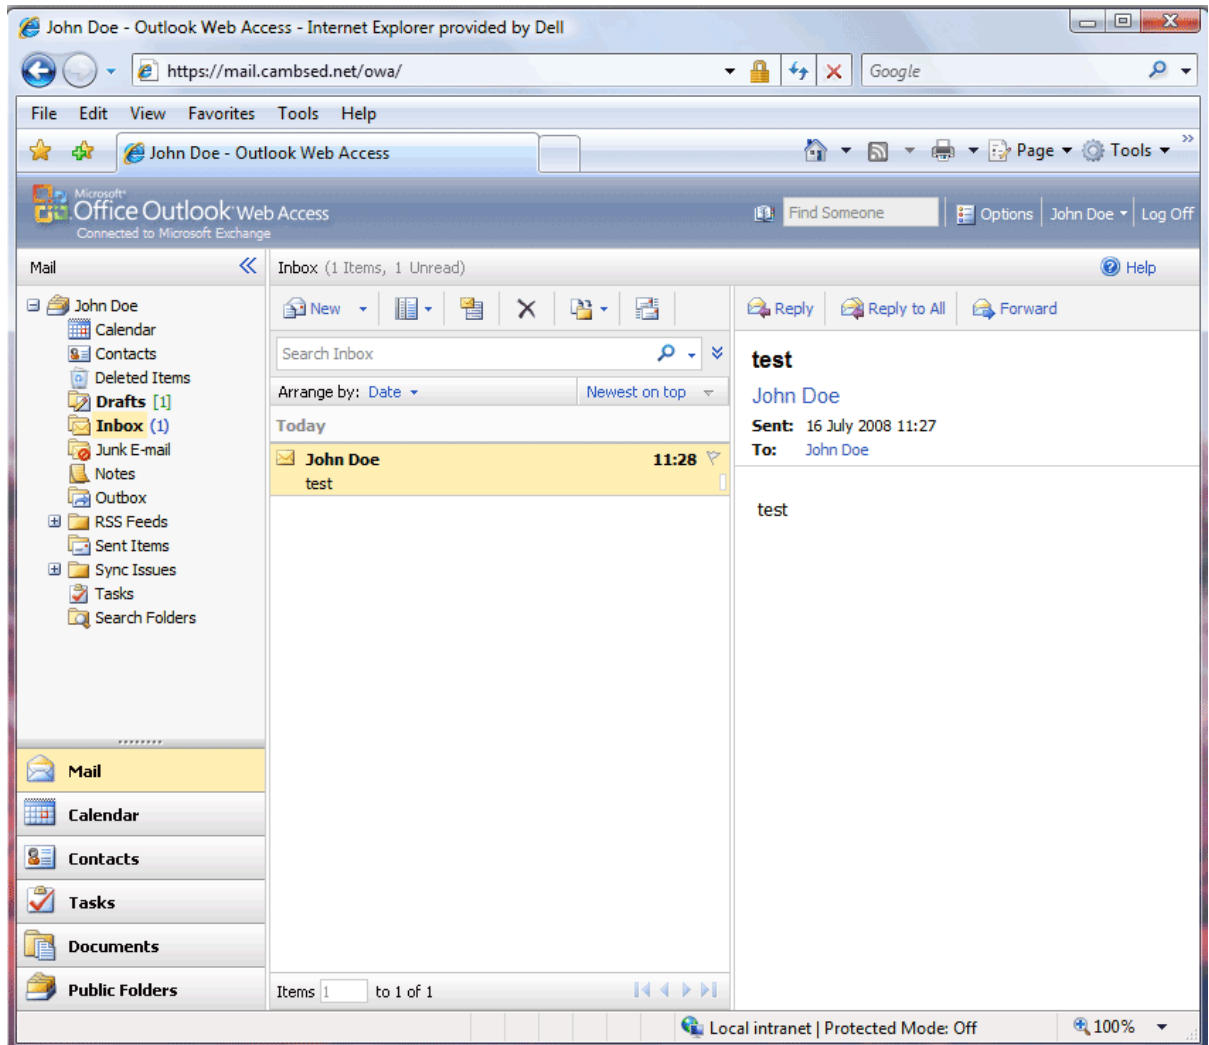 John Doe - Outlook Web Access - Internet Explorer provided by Dell
https://mail.cambsed.net/owa/
Google
File Edit View Favorites Tools Help
John Doe - Outlook Web Access
Page Tools
Microsoft
Office Outlook Web Access
Connected to Microsoft Exchange
Find Someone
Options
John Doe
Log Off
Mail
Inbox (1 Items, 1 Unread)
Help
John Doe
Calendar
Contacts
Deleted Items
Drafts [1]
Inbox (1)
Junk E-mail
Notes
Outbox
RSS Feeds
Sent Items
Sync Issues
Tasks
Search Folders
Mail
Calendar
Contacts
Tasks
Documents
Public Folders
New
Search Inbox
Arrange by: Date Newest on top
Today
John Doe 11:28
test
Items 1 to 1 of 1
Reply Reply to All Forward
test
John Doe
Sent: 16 July 2008 11:27
To: John Doe
test
Local intranet | Protected Mode: Off
100%